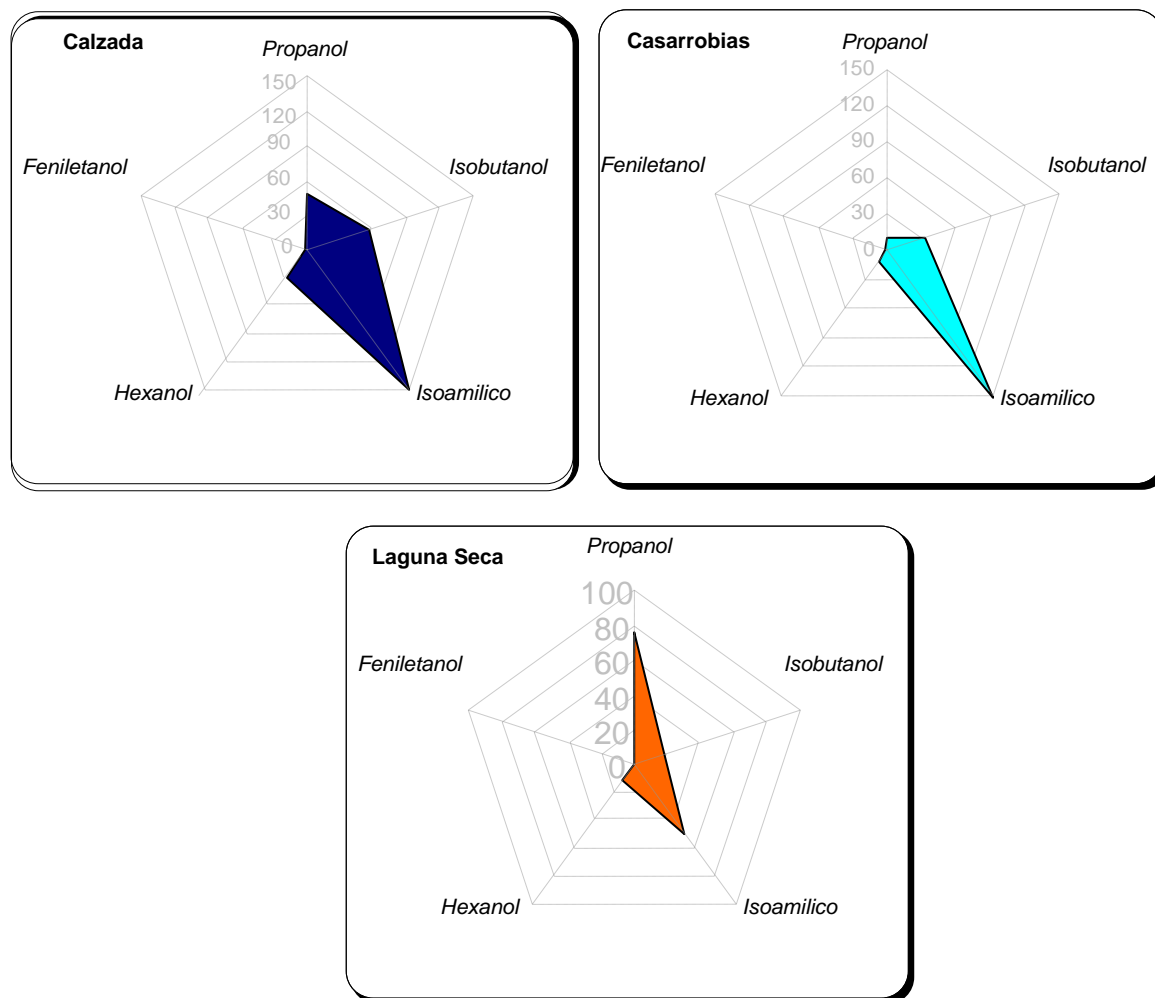 Calzada
Propanol
150
120
90
60
30
0
Feniletanol
Isobutanol
Hexanol
Isoamilico
Casarrobias
Propanol
150
120
90
60
30
0
Feniletanol
Isobutanol
Hexanol
Isoamilico
Laguna Seca
Propanol
100
80
60
40
20
0
Feniletanol
Isobutanol
Hexanol
Isoamilico